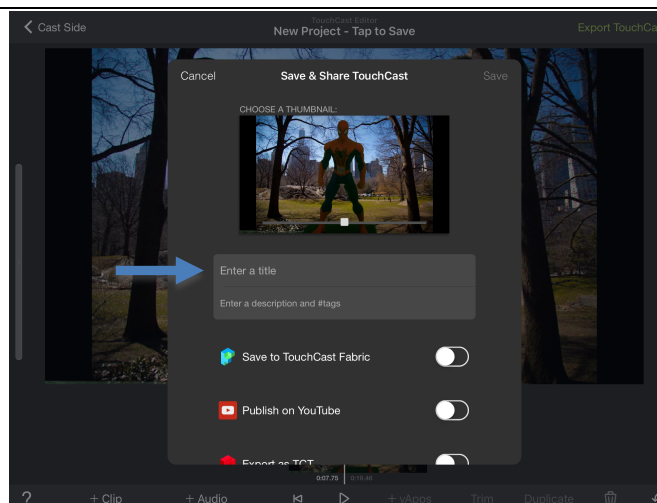 TouchCast Editor
Cast Side
New Project - Tap to Save
Export TouchCa
Cancel
Save & Share TouchCast
Save
CHOOSE A THUMBNAIL:
Enter a title
Enter a description and #tags
Save to TouchCast Fabric
Publish on YouTube
Export as TCT
0:07.75
0:19.46
?
+ Clip
+ Audio
+ vApps
Trim
Duplicate